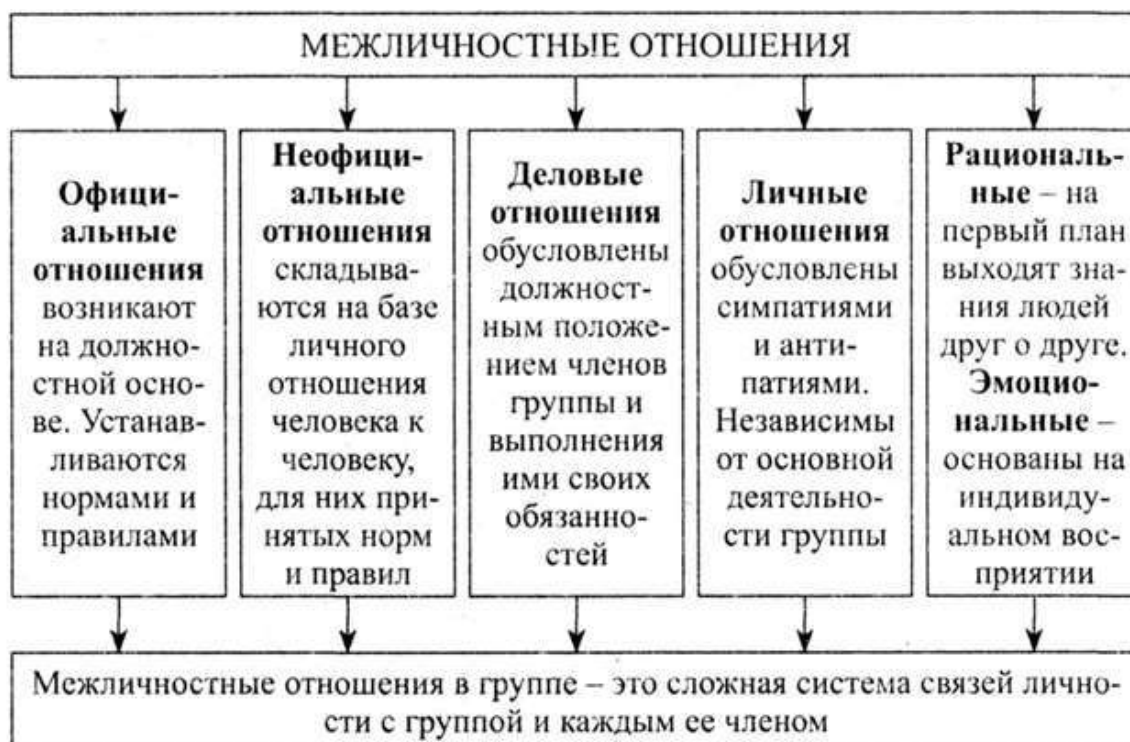 МЕЖЛИЧНОСТНЫЕ ОТНОШЕНИЯ
Офици-
альные
отношения
возникают
на должно-
стной осно-
ве. Устанав-
ливаются
нормами и
правилами
Неофици-
альные
отношения
складыва-
ются на базе
личного
отношения
человека к
человеку,
для них при-
нятых норм
и правил
Деловые
отношения
обусловлены
должност-
ным положе-
нием членов
группы и
выполнения
ими своих
обязанно-
стей
Личные
отношения
обусловлены
симпатиями
и анти-
патиями.
Независимы
от основной
деятельно-
сти группы
Рациональ-
ные – на
первый план
выходят зна-
ния людей
друг о друге.
Эмоцио-
нальные –
основаны на
индивиду-
альном вос-
приятии
Межличностные отношения в группе – это сложная система связей лично-
сти с группой и каждым ее членом